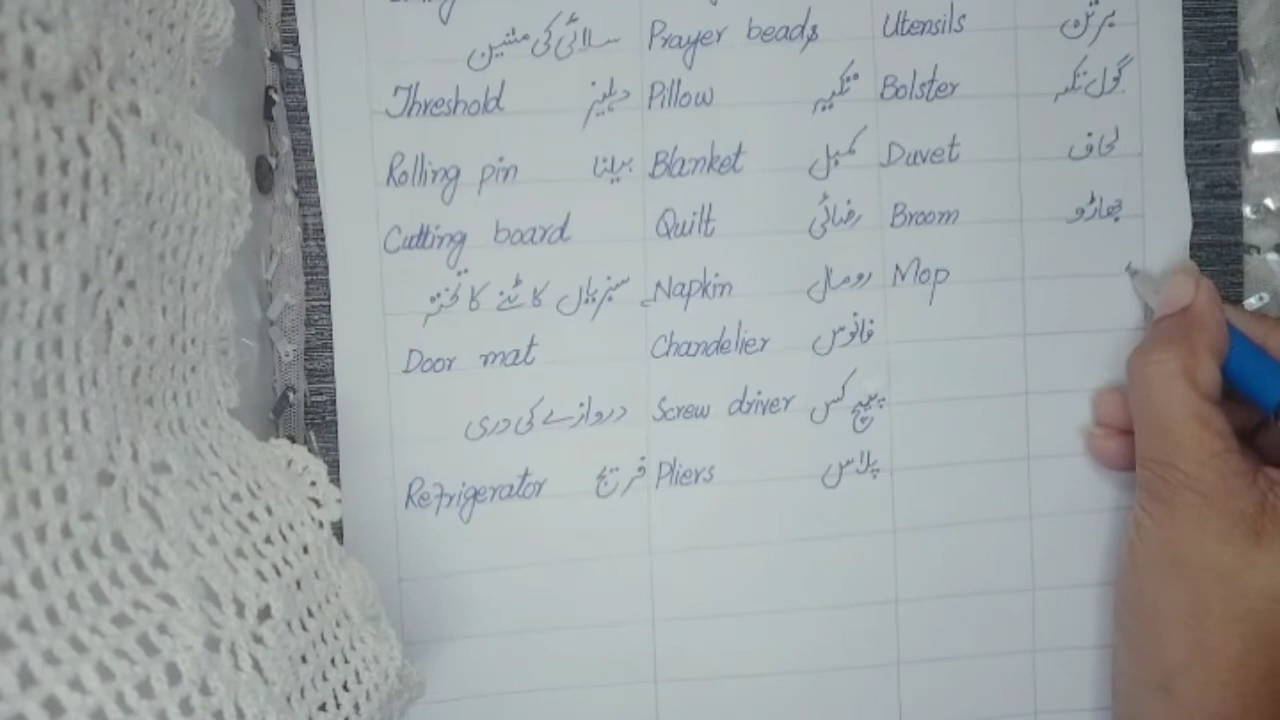 سلائی کی مشین Prayer beads Utensils برتن
Threshold دہلیز Pillow تکیہ Bolster گول تکیہ
Rolling pin بیلنا Blanket کمبل Duvet لحاف
Cutting board Quilt رضائی Broom جھاڑو
سبزیاں کاٹنے کا تختہ Napkin رومال Mop
Door mat Chandelier فانوس
دروازے کی دری Screw driver پیچ کس
Refrigerator فریج Pliers پلاس